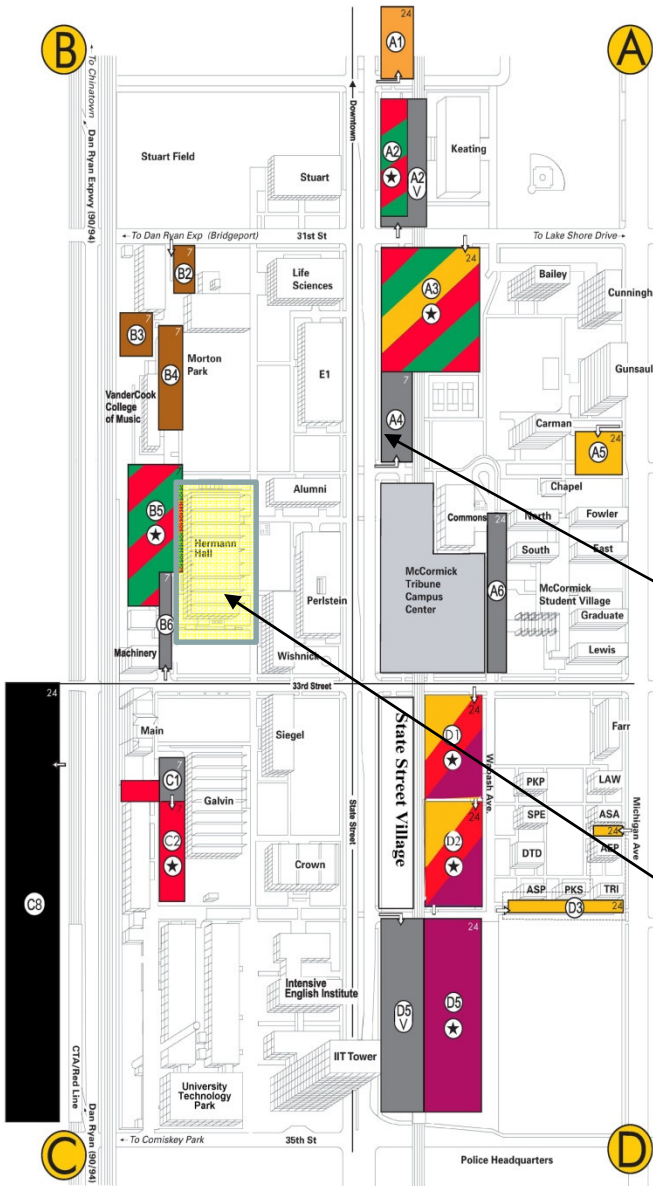 B
A
To Chinatown
Dan Ryan Expwy (90/94)
Downtown
24
A1
Stuart Field
Stuart
A2
A2
V
Keating
To Dan Ryan Exp (Bridgeport)
31st St
To Lake Shore Drive
7
B2
Life
Sciences
24
A3
Bailey
Cunningh
7
B3
7
B4
Morton
Park
E1
VanderCook
College
of Music
7
A4
Gunsaul
Carman
24
A5
B5
Alumni
Hermann
Hall
Chapel
Commons
24
North
Fowler
South
East
A6
McCormick
Tribune
Campus
Center
McCormick
Student Village
Graduate
Lewis
7
B6
Perlstein
Machinery
Wishnick
33rd Street
24
Main
Siegel
State Street Village
24
D1
Wabash Ave.
Farr
7
C1
7
C2
Galvin
State Street
24
D2
PKP
LAW
SPE
ASA
24
DTD
AEP
Michigan Ave
Crown
C8
ASP
PKS
TRI
D3
24
Intensive
English Institute
24
D5
V
D5
IIT Tower
University
Technology
Park
CTA/Red Line
Dan Ryan (90/94)
To Comiskey Park
35th St
Police Headquarters
C
D